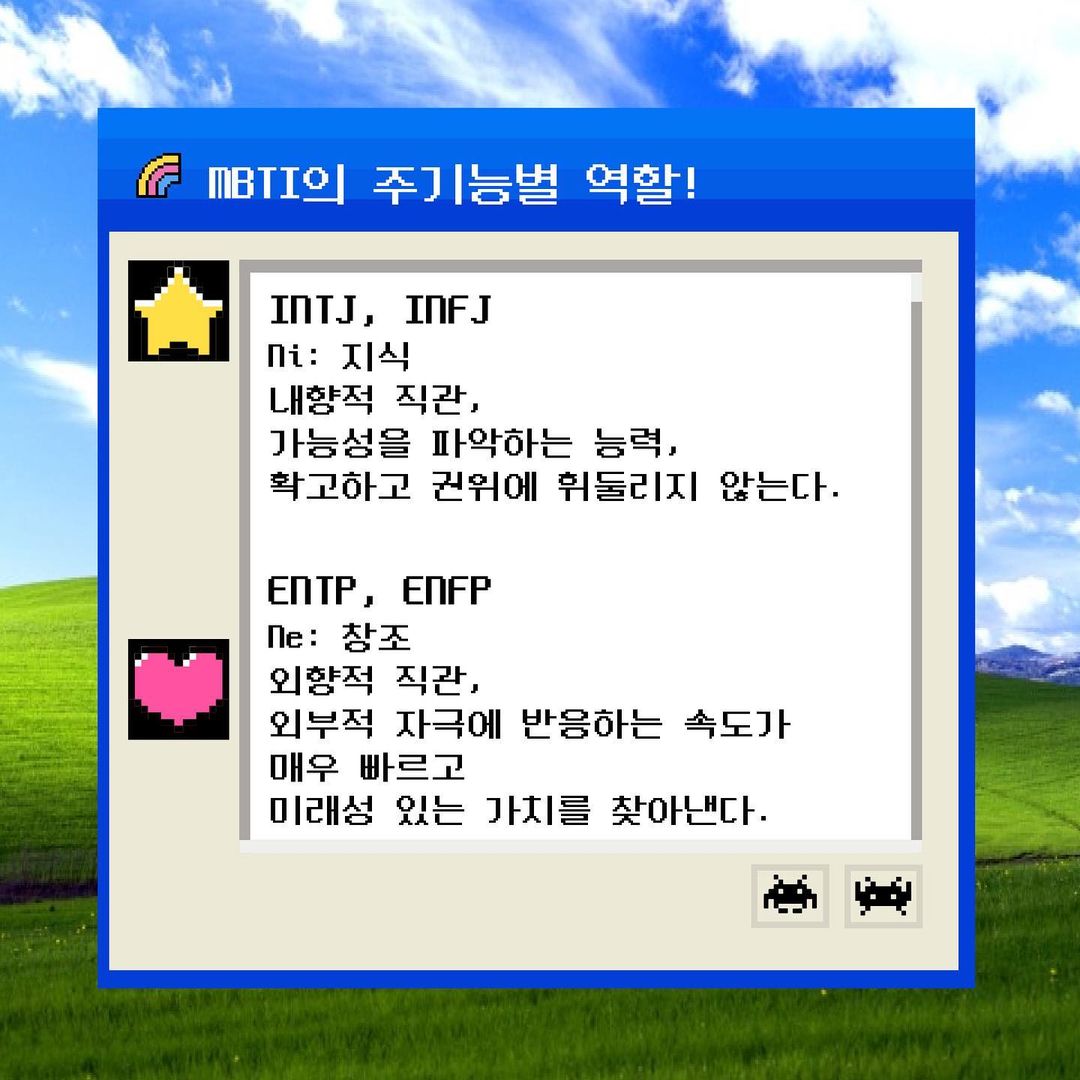 MBTI의 주기능별 역할!
INTJ, INFJ
Ni: 지식
내향적 직관,
가능성을 파악하는 능력,
확고하고 권위에 휘둘리지 않는다.
ENTP, ENFP
Ne: 창조
외향적 직관,
외부적 자극에 반응하는 속도가
매우 빠르고
미래성 있는 가치를 찾아낸다.